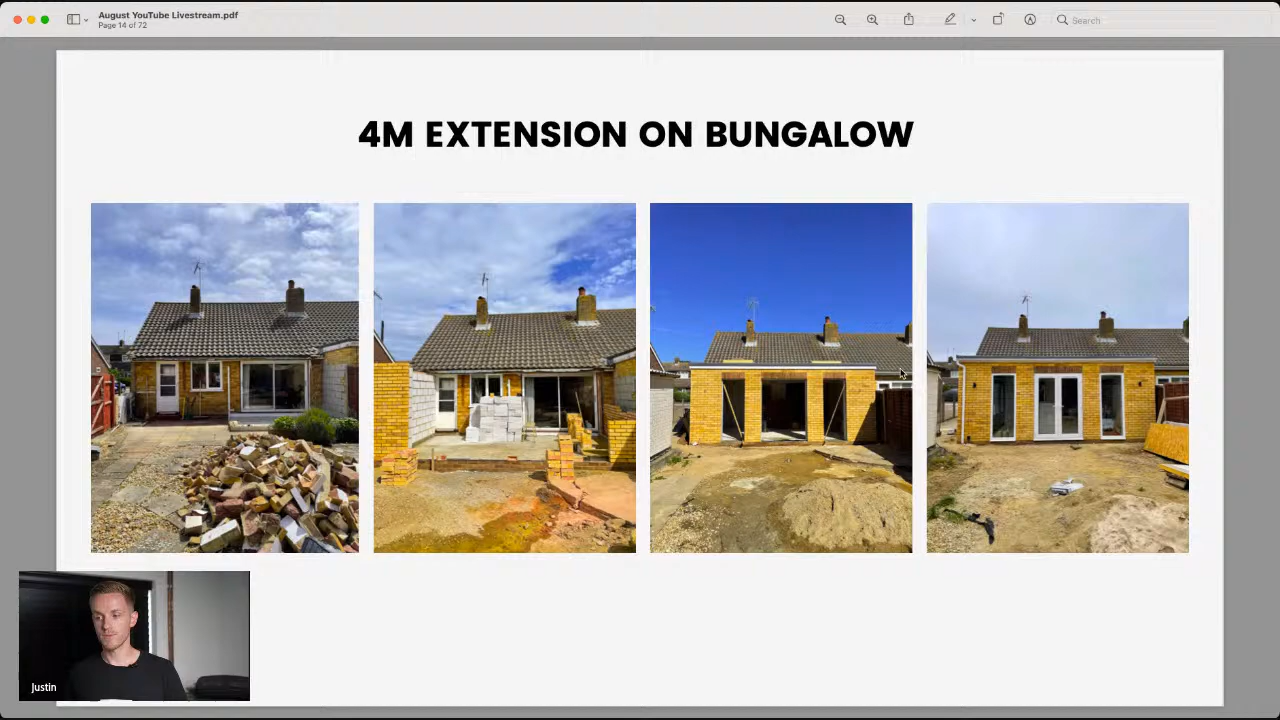 August YouTube Livestream.pdf
Page 14 of 72
Search
4M EXTENSION ON BUNGALOW
Justin